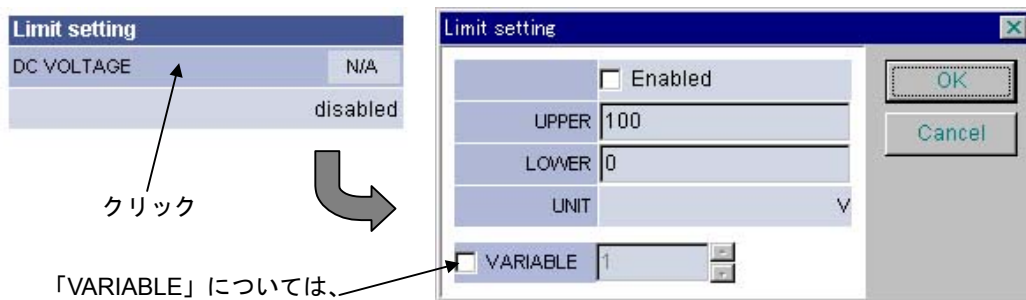 Limit setting
DC VOLTAGE N/A
disabled
クリック
「VARIABLE」については、
Limit setting
Enabled
UPPER 100
LOWER 0
UNIT V
VARIABLE 1
OK
Cancel